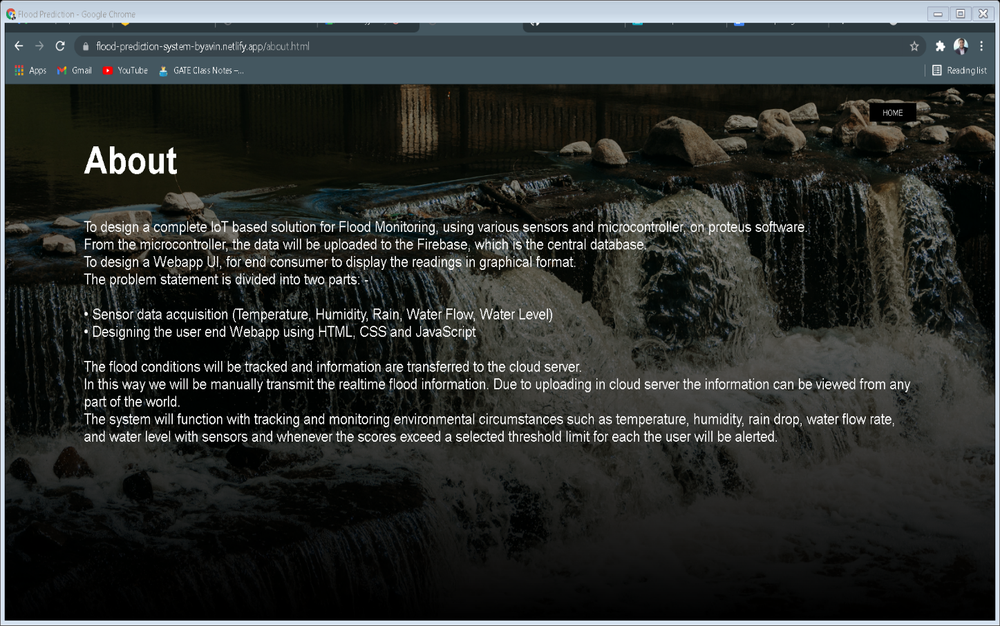 Flood Prediction - Google Chrome
flood-prediction-system-byavin.netlify.app/about.html
Apps Gmail YouTube GATE Class Notes –... Reading list
HOME
About
To design a complete IoT based solution for Flood Monitoring, using various sensors and microcontroller, on proteus software.
From the microcontroller, the data will be uploaded to the Firebase, which is the central database.
To design a Webapp UI, for end consumer to display the readings in graphical format.
The problem statement is divided into two parts: -
• Sensor data acquisition (Temperature, Humidity, Rain, Water Flow, Water Level)
• Designing the user end Webapp using HTML, CSS and JavaScript
The flood conditions will be tracked and information are transferred to the cloud server.
In this way we will be manually transmit the realtime flood information. Due to uploading in cloud server the information can be viewed from any
part of the world.
The system will function with tracking and monitoring environmental circumstances such as temperature, humidity, rain drop, water flow rate,
and water level with sensors and whenever the scores exceed a selected threshold limit for each the user will be alerted.